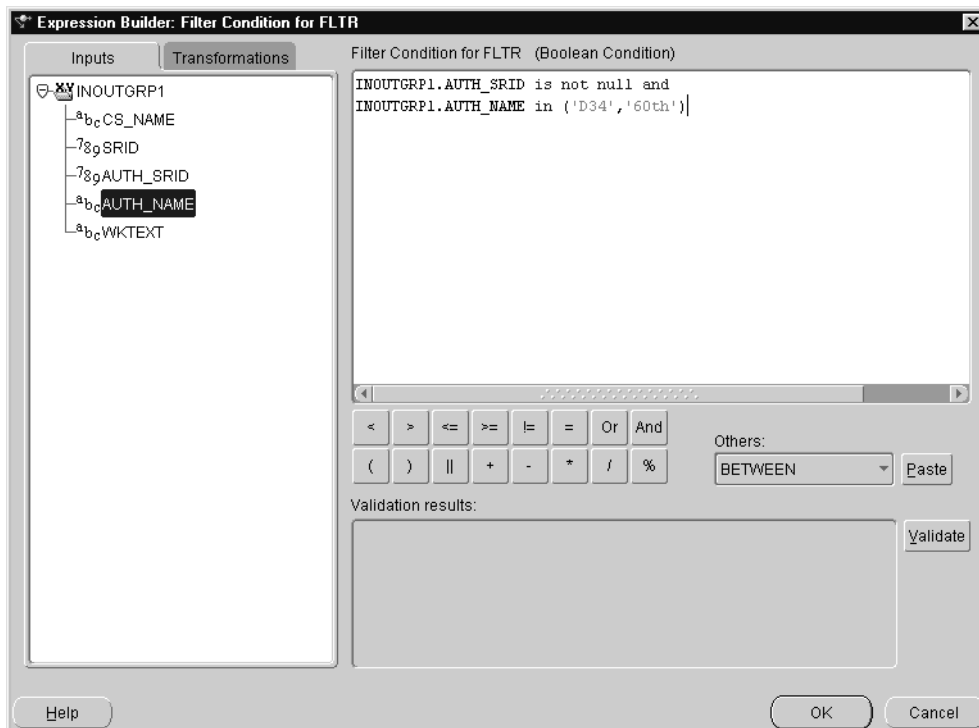 Expression Builder: Filter Condition for FLTR
Inputs
Transformations
INOUTGRP1
CS_NAME
SRID
AUTH_SRID
AUTH_NAME
WKTEXT
Filter Condition for FLTR (Boolean Condition)
INOUTGRP1.AUTH_SRID is not null and
INOUTGRP1.AUTH_NAME in ('D34','60th')
< > <= >= != = Or And
( ) || + - * / %
Others:
BETWEEN
Paste
Validation results:
Validate
Help
OK
Cancel